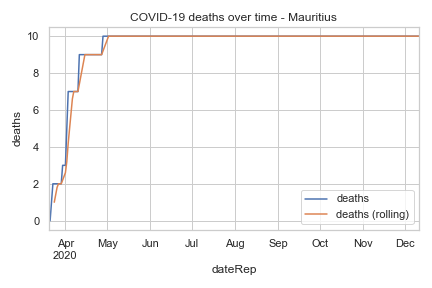 COVID-19 deaths over time - Mauritius
deaths
10
8
6
4
2
0
deaths
deaths (rolling)
Apr May Jun Jul Aug Sep Oct Nov Dec
2020
dateRep